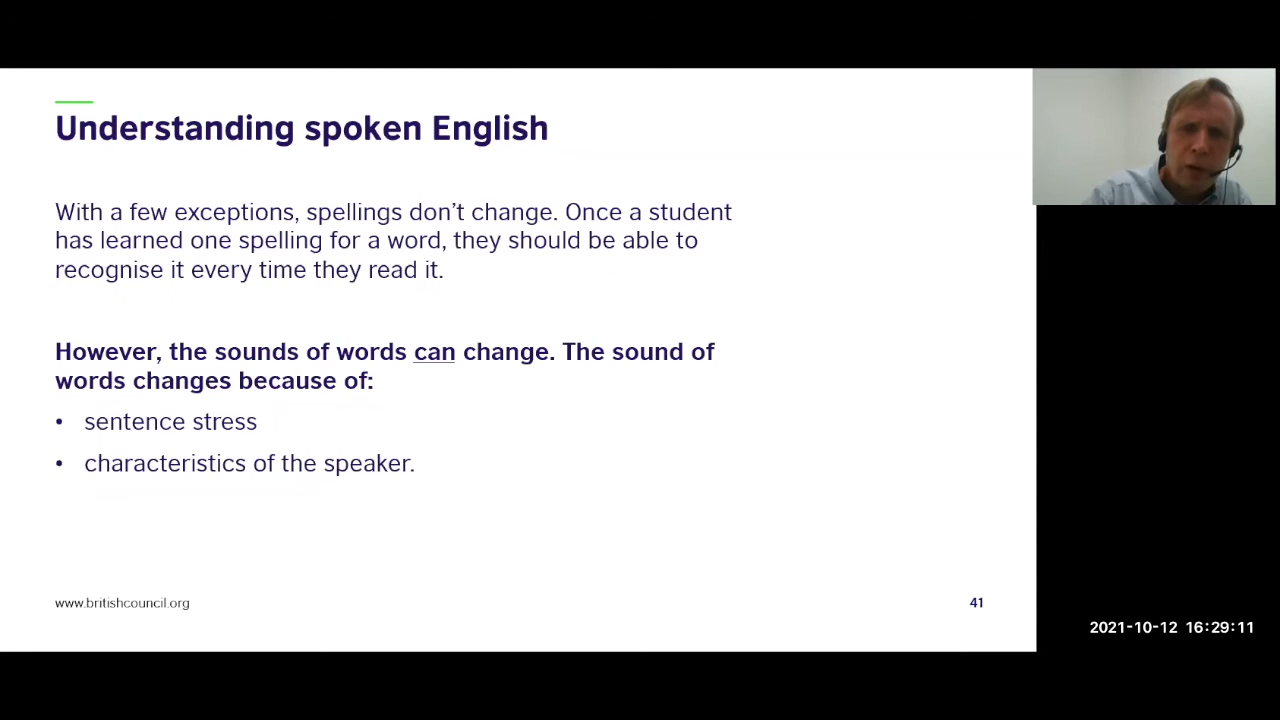 Understanding spoken English
With a few exceptions, spellings don’t change. Once a student
has learned one spelling for a word, they should be able to
recognise it every time they read it.
However, the sounds of words can change. The sound of
words changes because of:
• sentence stress
• characteristics of the speaker.
www.britishcouncil.org
41
2021-10-12 16:29:11